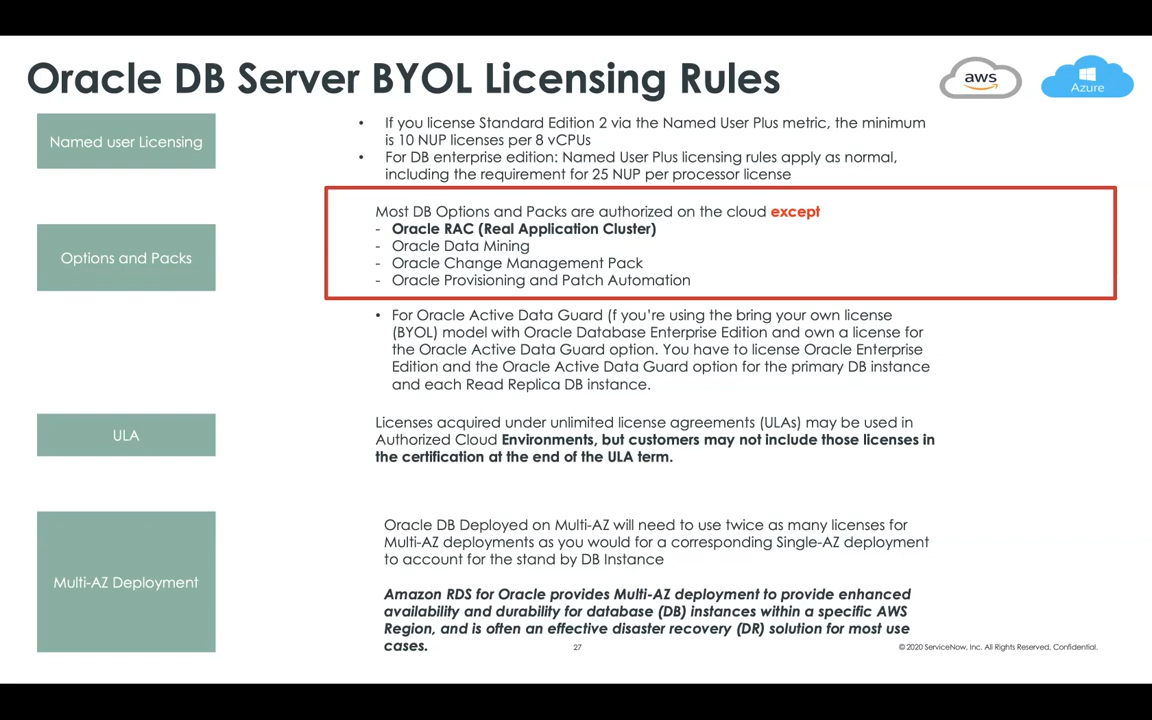 Oracle DB Server BYOL Licensing Rules
aws
Azure
Named user Licensing
• If you license Standard Edition 2 via the Named User Plus metric, the minimum
is 10 NUP licenses per 8 vCPUs
• For DB enterprise edition: Named User Plus licensing rules apply as normal,
including the requirement for 25 NUP per processor license
Options and Packs
Most DB Options and Packs are authorized on the cloud except
- Oracle RAC (Real Application Cluster)
- Oracle Data Mining
- Oracle Change Management Pack
- Oracle Provisioning and Patch Automation
• For Oracle Active Data Guard (f you’re using the bring your own license
(BYOL) model with Oracle Database Enterprise Edition and own a license for
the Oracle Active Data Guard option. You have to license Oracle Enterprise
Edition and the Oracle Active Data Guard option for the primary DB instance
and each Read Replica DB instance.
ULA
Licenses acquired under unlimited license agreements (ULAs) may be used in
Authorized Cloud Environments, but customers may not include those licenses in
the certification at the end of the ULA term.
Multi-AZ Deployment
Oracle DB Deployed on Multi-AZ will need to use twice as many licenses for
Multi-AZ deployments as you would for a corresponding Single-AZ deployment
to account for the stand by DB Instance
Amazon RDS for Oracle provides Multi-AZ deployment to provide enhanced
availability and durability for database (DB) instances within a specific AWS
Region, and is often an effective disaster recovery (DR) solution for most use
cases.
27
© 2020 ServiceNow, Inc. All Rights Reserved. Confidential.